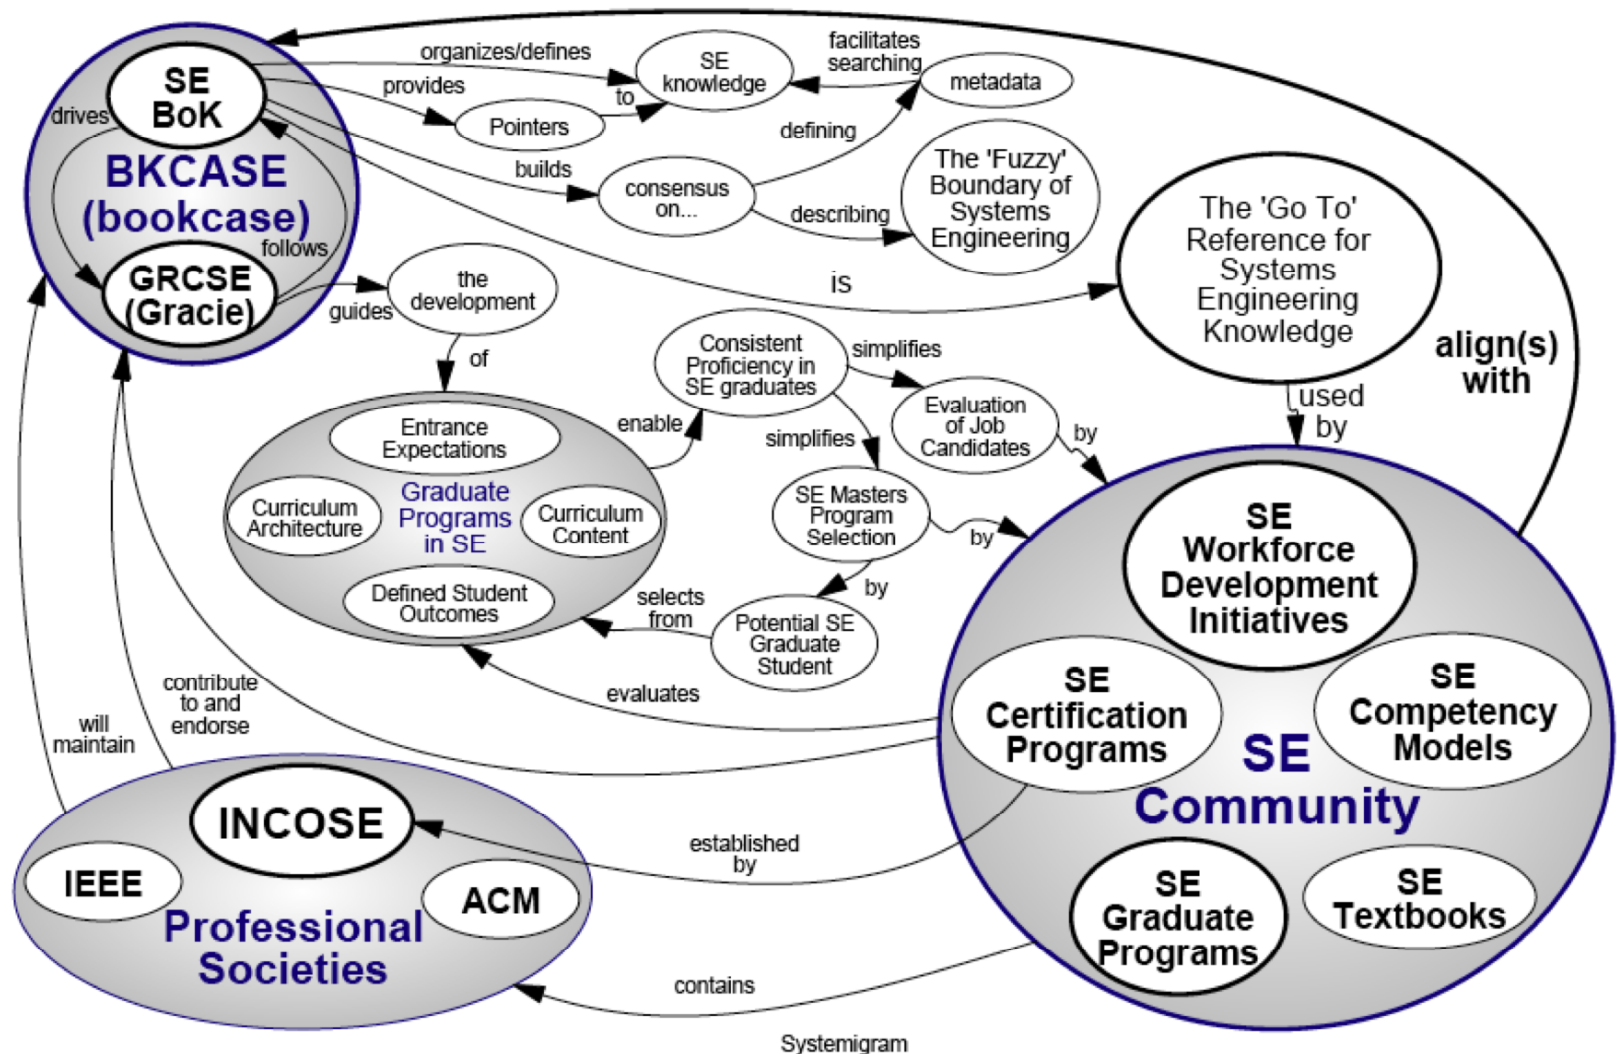 SE
BoK
drives
BKCASE
(bookcase)
follows
GRCSE
(Gracie)
organizes/defines
provides
Pointers
to
SE
knowledge
facilitates
searching
metadata
defining
builds
consensus
on...
describing
The 'Fuzzy'
Boundary of
Systems
Engineering
is
The 'Go To'
Reference for
Systems
Engineering
Knowledge
align(s)
with
used
by
guides
the
development
of
Entrance
Expectations
Curriculum
Architecture
Graduate
Programs
in SE
Curriculum
Content
Defined Student
Outcomes
enable
Consistent
Proficiency in
SE graduates
simplifies
Evaluation
of Job
Candidates
by
simplifies
SE Masters
Program
Selection
by
by
Potential SE
Graduate
Student
selects
from
evaluates
contribute
to and
endorse
will
maintain
SE
Workforce
Development
Initiatives
SE
Certification
Programs
SE
Competency
Models
SE
Community
SE
Graduate
Programs
SE
Textbooks
established
by
contains
INCOSE
IEEE
ACM
Professional
Societies
Systemigram